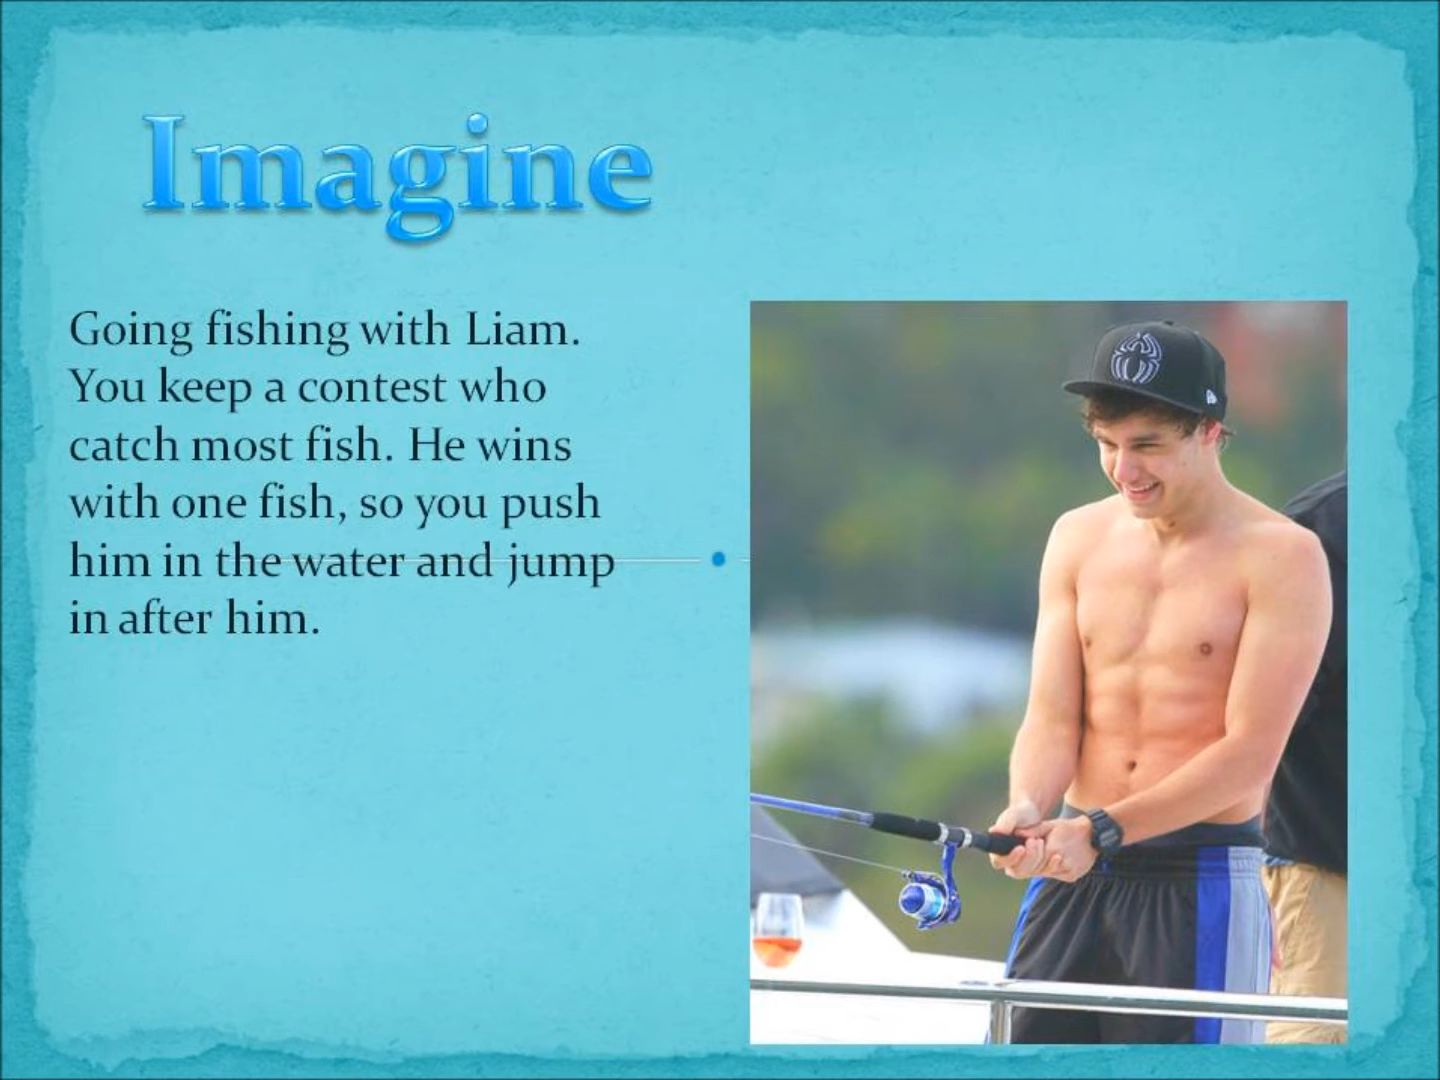 Imagine
Going fishing with Liam.
You keep a contest who
catch most fish. He wins
with one fish, so you push
him in the water and jump
in after him.